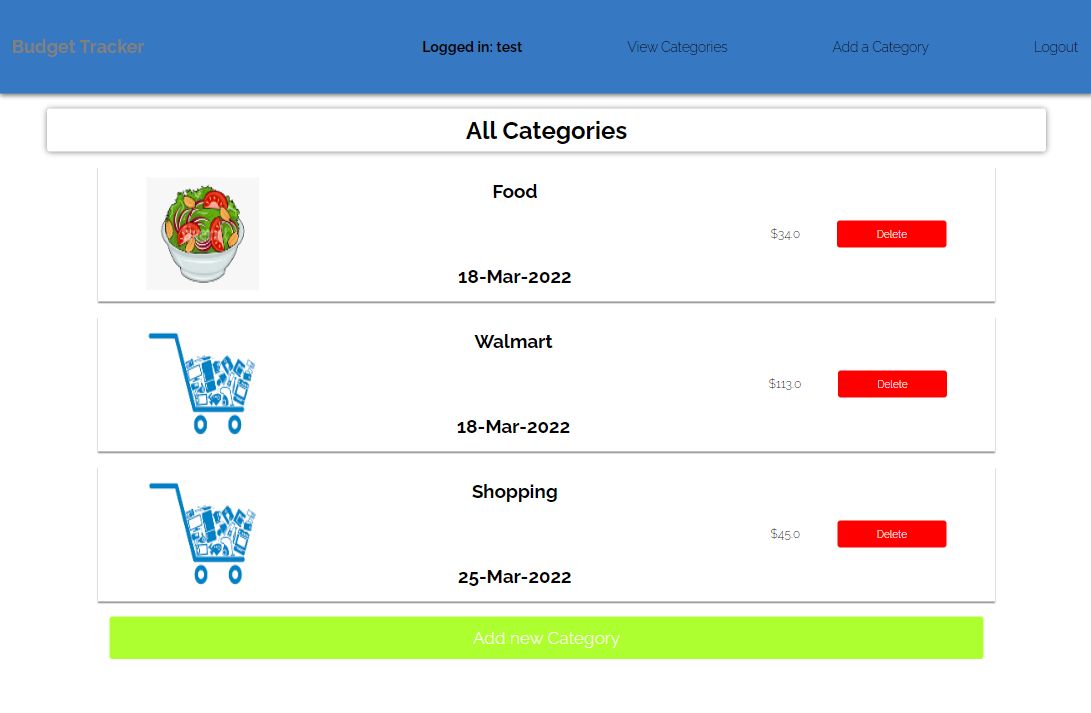 Budget Tracker
Logged in: test
View Categories
Add a Category
Logout
All Categories
Food
$34.0
Delete
18-Mar-2022
Walmart
$113.0
Delete
18-Mar-2022
Shopping
$45.0
Delete
25-Mar-2022
Add new Category